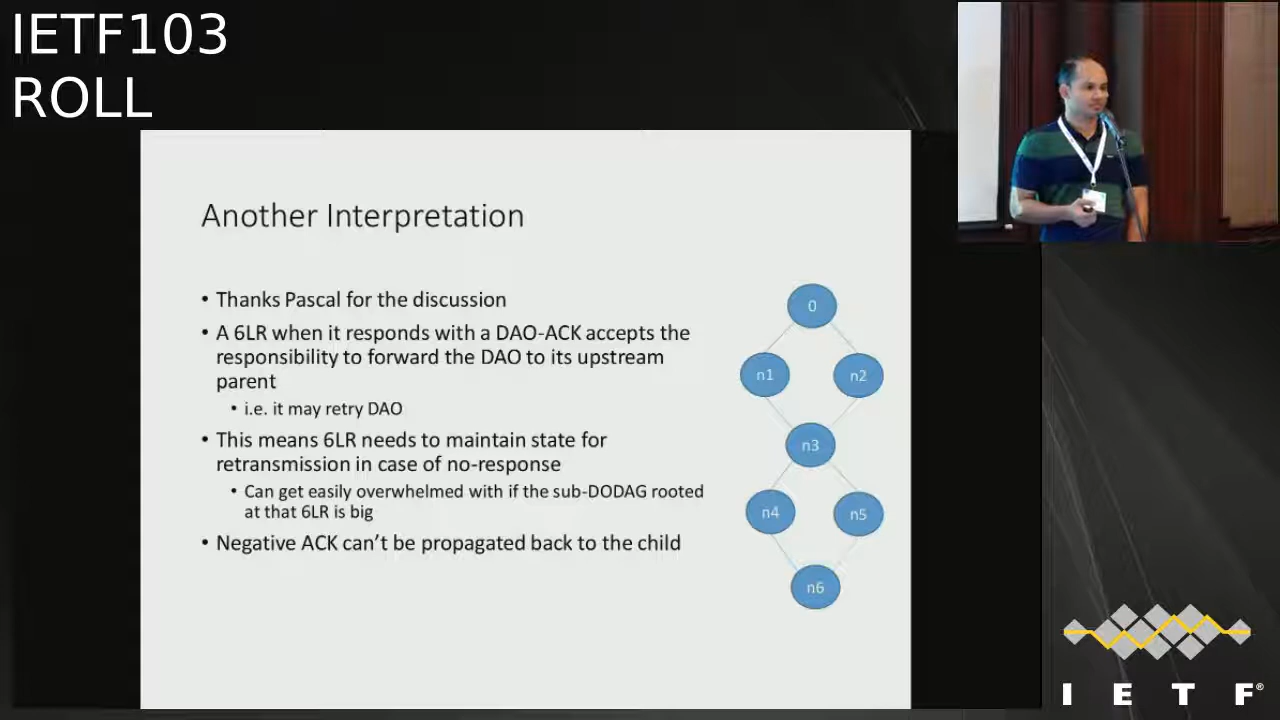 IETF103
ROLL
Another Interpretation
• Thanks Pascal for the discussion
• A 6LR when it responds with a DAO-ACK accepts the
responsibility to forward the DAO to its upstream
parent
• i.e. it may retry DAO
• This means 6LR needs to maintain state for
retransmission in case of no-response
• Can get easily overwhelmed with if the sub-DODAG rooted
at that 6LR is big
• Negative ACK can't be propagated back to the child
0
n1
n2
n3
n4
n5
n6
I E T F®